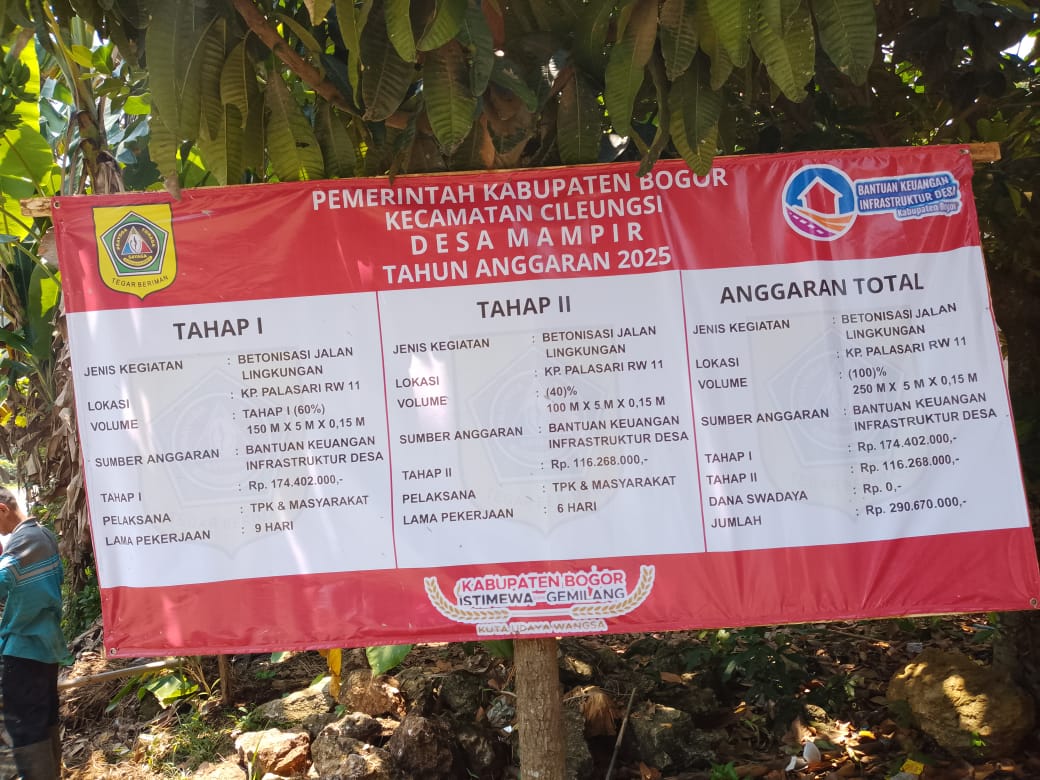 PEMERINTAH KABUPATEN BOGOR
KECAMATAN CILEUNGSI
DESA MAMPIR
TAHUN ANGGARAN 2025
TEGAR BERIMAN
BANTUAN KEUANGAN
INFRASTRUKTUR DESA
Kabupaten Bogor
TAHAP I
JENIS KEGIATAN : BETONISASI JALAN
LINGKUNGAN
LOKASI : KP. PALASARI RW 11
VOLUME : TAHAP I (60%)
150 M X 5 M X 0,15 M
SUMBER ANGGARAN : BANTUAN KEUANGAN
INFRASTRUKTUR DESA
TAHAP I : Rp. 174.402.000,-
PELAKSANA : TPK & MASYARAKAT
LAMA PEKERJAAN : 9 HARI
TAHAP II
JENIS KEGIATAN : BETONISASI JALAN
LINGKUNGAN
LOKASI : KP. PALASARI RW 11
VOLUME : (40)%
100 M X 5 M X 0,15 M
SUMBER ANGGARAN : BANTUAN KEUANGAN
INFRASTRUKTUR DESA
TAHAP II : Rp. 116.268.000,-
PELAKSANA : TPK & MASYARAKAT
LAMA PEKERJAAN : 6 HARI
ANGGARAN TOTAL
JENIS KEGIATAN : BETONISASI JALAN
LINGKUNGAN
LOKASI : KP. PALASARI RW 11
VOLUME : (100)%
250 M X 5 M X 0,15 M
SUMBER ANGGARAN : BANTUAN KEUANGAN
INFRASTRUKTUR DESA
TAHAP I : Rp. 174.402.000,-
TAHAP II : Rp. 116.268.000,-
DANA SWADAYA : Rp. 0,-
JUMLAH : Rp. 290.670.000,-
KABUPATEN BOGOR
ISTIMEWA GEMILANG
KUTA UDAYA WANGSA